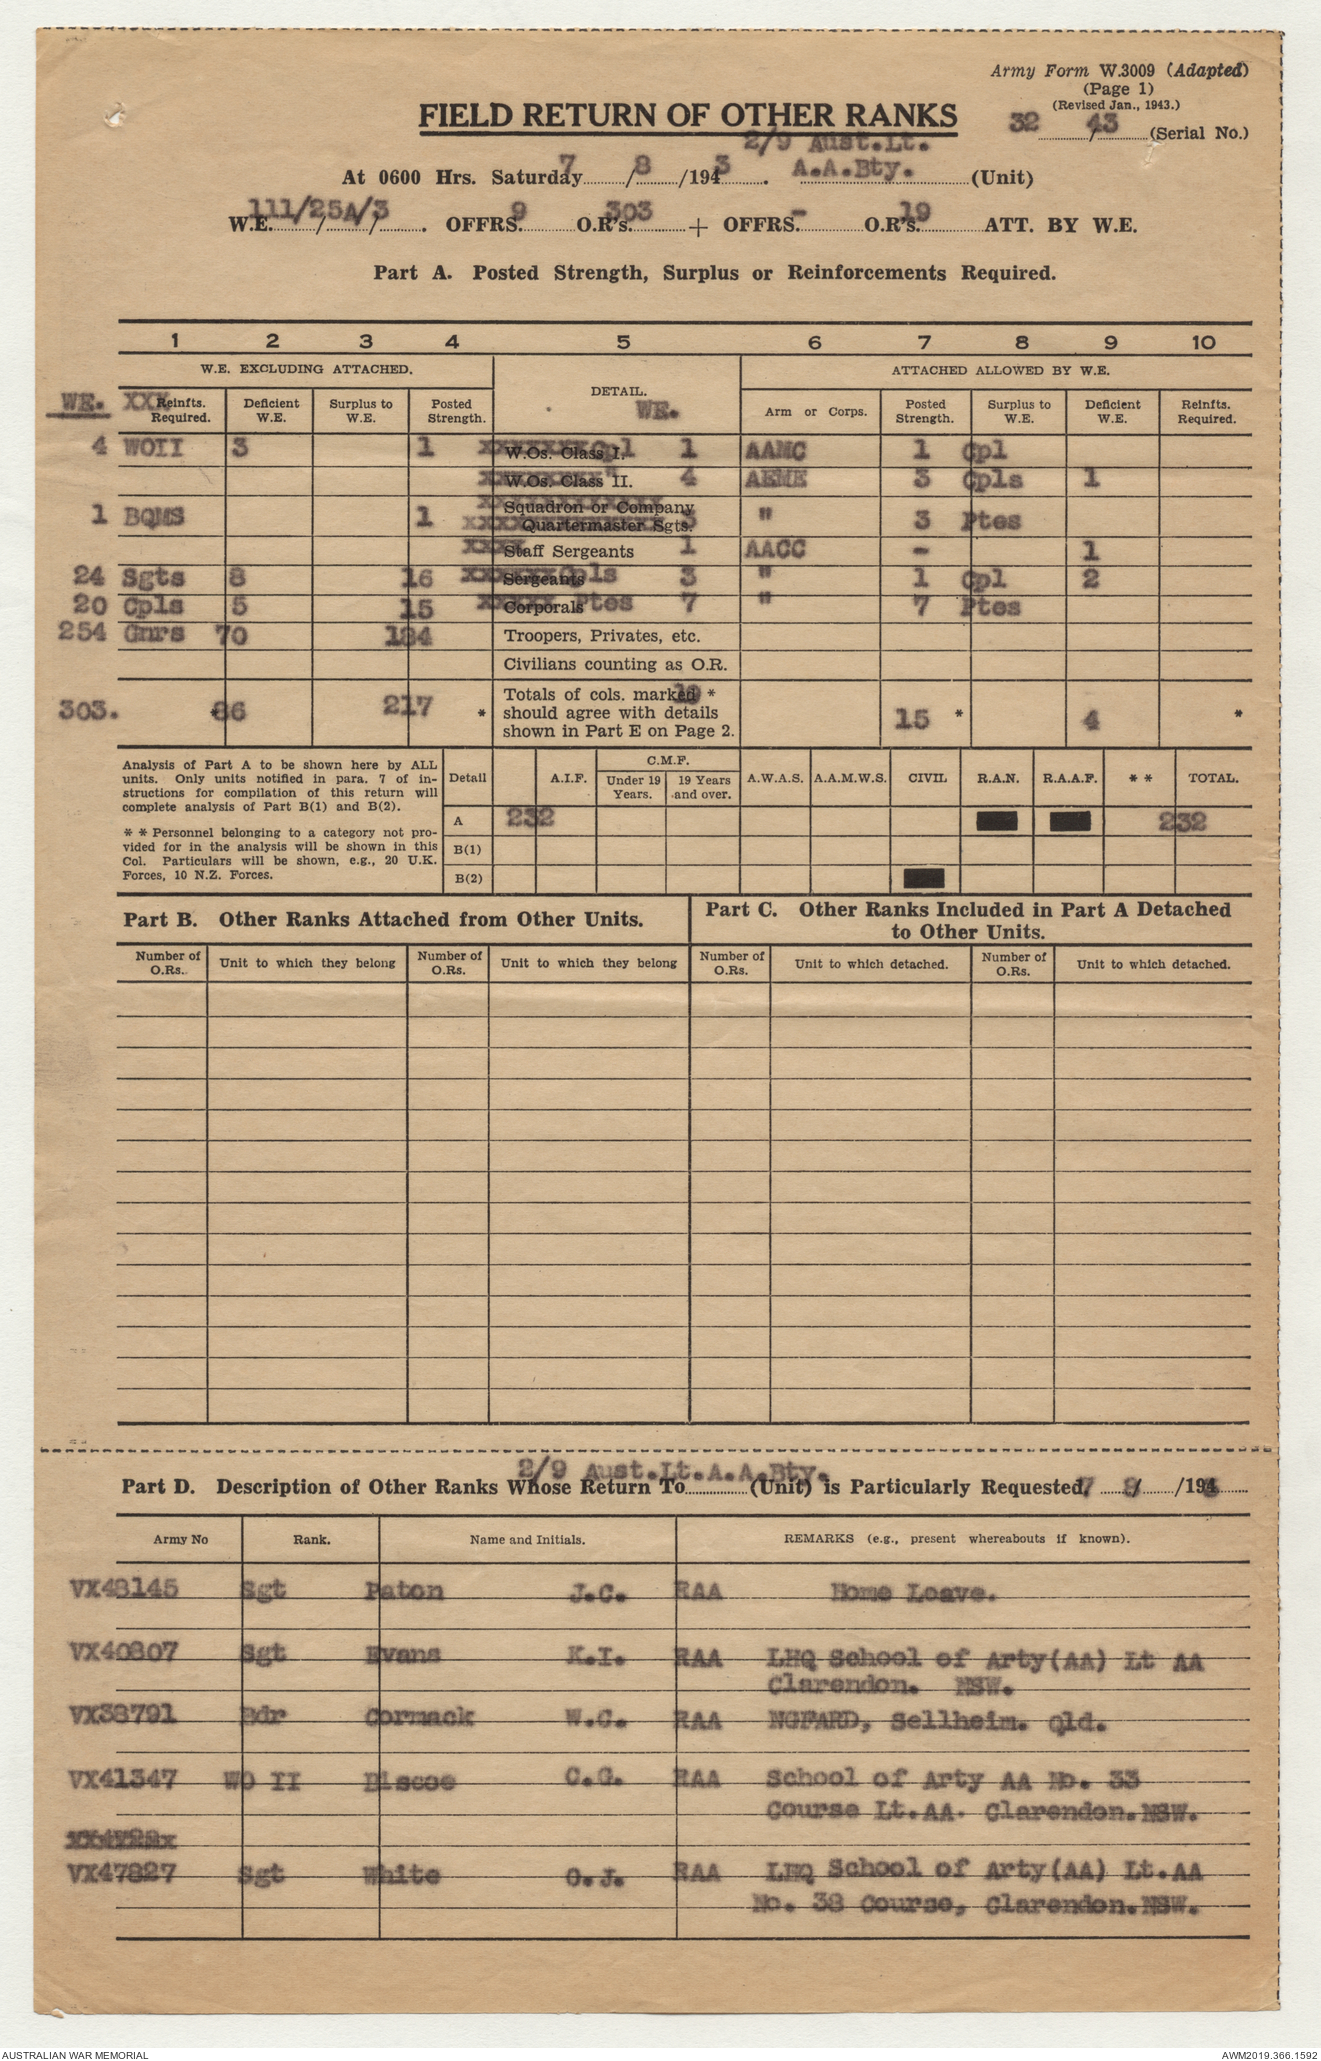 Army Form W.3009 (Adapted)
(Page 1)
(Revised Jan., 1943.)
32 / 43 (Serial No.)
FIELD RETURN OF OTHER RANKS
2/9 Aust.Lt.
At 0600 Hrs. Saturday 7 / 8 /1943. A.A.Bty. (Unit)
W.E. 111/25A/3 . OFFRS. 9 O.R's. 303 + OFFRS. - O.R's. 19 ATT. BY W.E.
Part A. Posted Strength, Surplus or Reinforcements Required.
1 2 3 4 5 6 7 8 9 10
W.E. EXCLUDING ATTACHED. DETAIL. ATTACHED ALLOWED BY W.E.
WE. XXX Reinfts. Required. Deficient W.E. Surplus to W.E. Posted Strength. WE. Arm or Corps. Posted Strength. Surplus to W.E. Deficient W.E. Reinfts. Required.
4 WOII 3 1 XXXXXXX W.Os. Class I. Cpl 1 AAMC 1 Cpl
XXXXXXXX W.Os. Class II. " 4 AEME 3 Cpls 1
1 BQMS 1 XXXXXXXXXXXXX Squadron or Company Quartermaster Sgts. 3 " 3 Ptes
XXXX Staff Sergeants 1 AACC - 1
24 Sgts 8 16 XXXXXX Sergeants Cpls 3 " 1 Cpl 2
20 Cpls 5 15 XXXXX Corporals Ptes 7 " 7 Ptes
254 Gnrs 70 184 Troopers, Privates, etc.
Civilians counting as O.R.
303. *86 217 * Totals of cols. marked * 19 should agree with details shown in Part E on Page 2. 15 * 4 *
Analysis of Part A to be shown here by ALL
units. Only units notified in para. 7 of in-
structions for compilation of this return will
complete analysis of Part B(1) and B(2).
* * Personnel belonging to a category not pro-
vided for in the analysis will be shown in this
Col. Particulars will be shown, e.g., 20 U.K.
Forces, 10 N.Z. Forces.
Detail A.I.F. C.M.F. Under 19 Years. 19 Years and over. A.W.A.S. A.A.M.W.S. CIVIL R.A.N. R.A.A.F. * * TOTAL.
A 232 232
B(1)
B(2)
Part B. Other Ranks Attached from Other Units.
Part C. Other Ranks Included in Part A Detached
to Other Units.
Number of O.Rs. Unit to which they belong Number of O.Rs. Unit to which they belong Number of O.Rs. Unit to which detached. Number of O.Rs. Unit to which detached.
2/9 Aust.Lt.A.A.Bty.
Part D. Description of Other Ranks Whose Return To (Unit) is Particularly Requested. 7 / 8 /1943
Army No Rank. Name and Initials. REMARKS (e.g., present whereabouts if known).
VX48145 Sgt Paton J.C. RAA Home Leave.
VX40807 Sgt Evans K.I. RAA LHQ School of Arty(AA) Lt AA
Clarendon. NSW.
VX38791 Bdr Cormack W.C. RAA NGFARD, Sellheim. Qld.
VX41347 WO II Biscoe C.G. RAA School of Arty AA No. 33
Course Lt.AA. Clarendon.NSW.
VX47827 Sgt White O.J. RAA LHQ School of Arty(AA) Lt.AA
No. 38 Course, Clarendon.NSW.
AUSTRALIAN WAR MEMORIAL AWM2019.366.1592